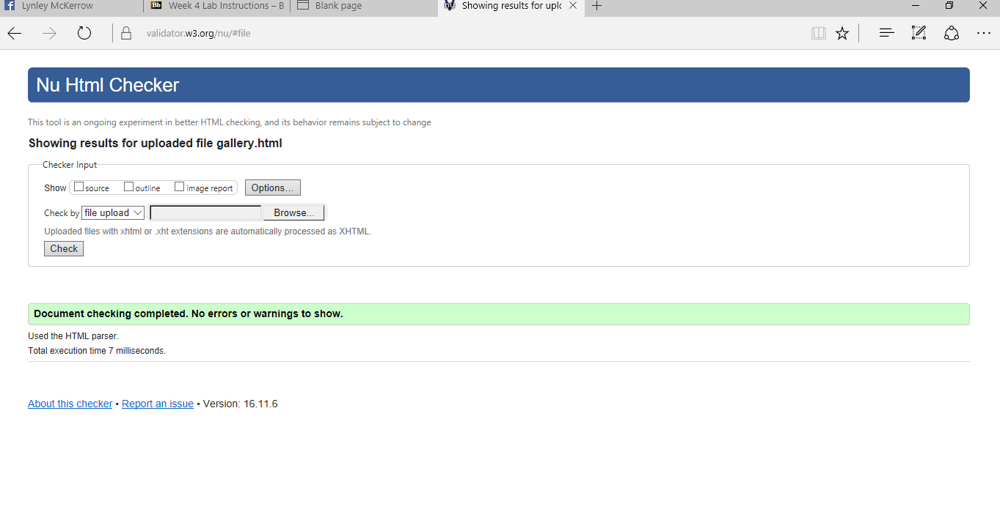 Lynley McKerrow
Bb Week 4 Lab Instructions – B
Blank page
Showing results for uplc
validator.w3.org/nu/#file
Nu Html Checker
This tool is an ongoing experiment in better HTML checking, and its behavior remains subject to change
Showing results for uploaded file gallery.html
Checker Input
Show source outline image report Options...
Check by file upload Browse...
Uploaded files with xhtml or .xht extensions are automatically processed as XHTML.
Check
Document checking completed. No errors or warnings to show.
Used the HTML parser.
Total execution time 7 milliseconds.
About this checker • Report an issue • Version: 16.11.6